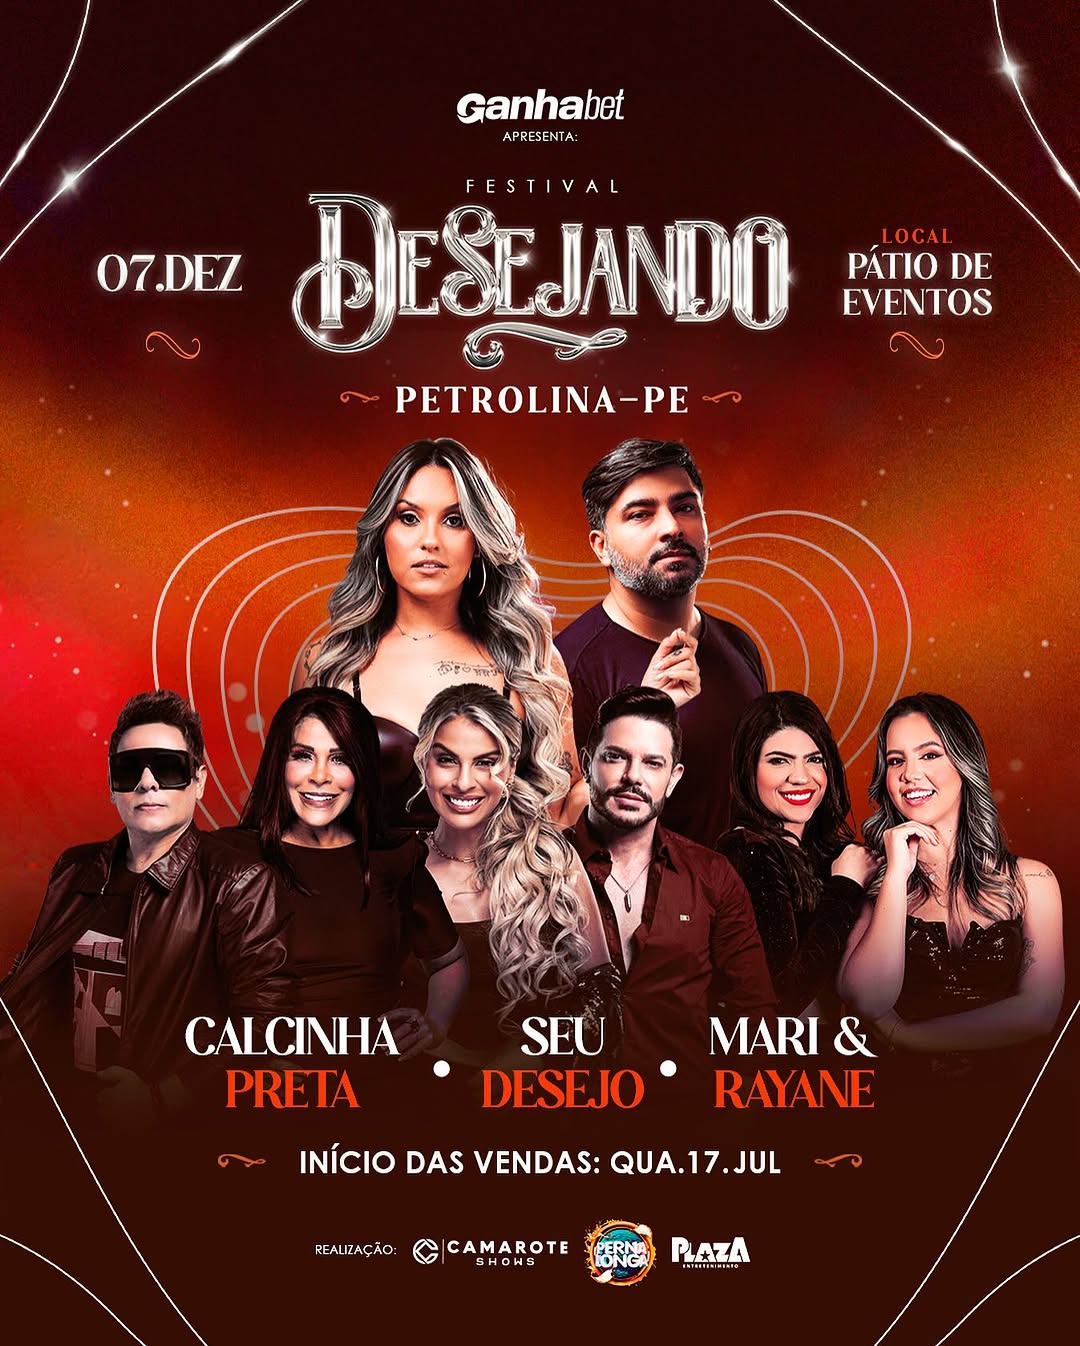 Ganhabet
APRESENTA:
FESTIVAL
DESEJANDO
07.DEZ
LOCAL
PÁTIO DE
EVENTOS
PETROLINA-PE
CALCINHA
PRETA
SEU
DESEJO
MARI &
RAYANE
INÍCIO DAS VENDAS: QUA.17.JUL
REALIZAÇÃO:
CAMAROTE
SHOWS
PERNA
LONGA
PLAZA
ENTRETENIMENTO